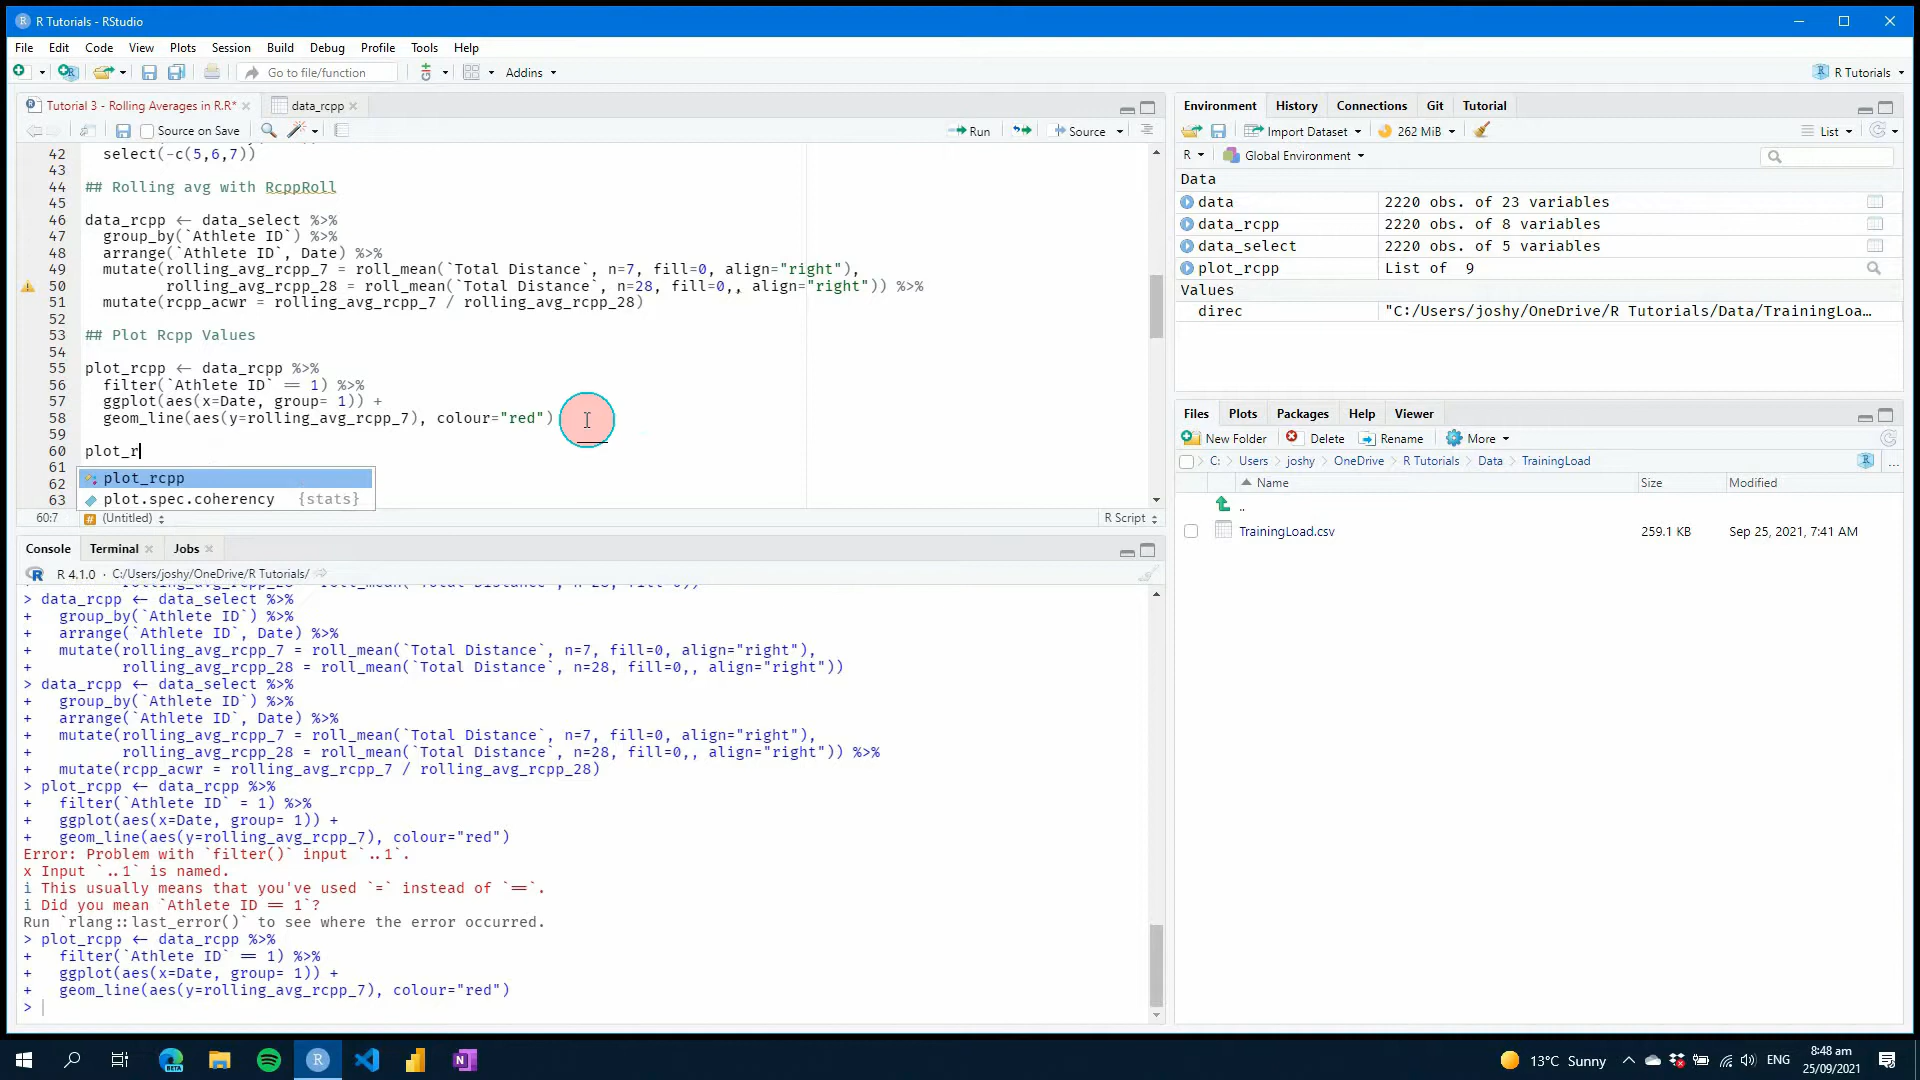 R Tutorials - RStudio
File Edit Code View Plots Session Build Debug Profile Tools Help
Go to file/function Addins R Tutorials
Tutorial 3 - Rolling Averages in R.R* data_rcpp
Source on Save Run Source
42 select(-c(5,6,7))
43
44 ## Rolling avg with RcppRoll
45
46 data_rcpp <- data_select %>%
47 group_by(`Athlete ID`) %>%
48 arrange(`Athlete ID`, Date) %>%
49 mutate(rolling_avg_rcpp_7 = roll_mean(`Total Distance`, n=7, fill=0, align="right"),
50 rolling_avg_rcpp_28 = roll_mean(`Total Distance`, n=28, fill=0,, align="right")) %>%
51 mutate(rcpp_acwr = rolling_avg_rcpp_7 / rolling_avg_rcpp_28)
52
53 ## Plot Rcpp Values
54
55 plot_rcpp <- data_rcpp %>%
56 filter(`Athlete ID` == 1) %>%
57 ggplot(aes(x=Date, group= 1)) +
58 geom_line(aes(y=rolling_avg_rcpp_7), colour="red")
59
60 plot_r
61
62
63
plot_rcpp
plot.spec.coherency {stats}
60:7 (Untitled) R Script
Console Terminal Jobs
R 4.1.0 · C:/Users/joshy/OneDrive/R Tutorials/
> data_rcpp <- data_select %>%
+ group_by(`Athlete ID`) %>%
+ arrange(`Athlete ID`, Date) %>%
+ mutate(rolling_avg_rcpp_7 = roll_mean(`Total Distance`, n=7, fill=0, align="right"),
+ rolling_avg_rcpp_28 = roll_mean(`Total Distance`, n=28, fill=0,, align="right"))
> data_rcpp <- data_select %>%
+ group_by(`Athlete ID`) %>%
+ arrange(`Athlete ID`, Date) %>%
+ mutate(rolling_avg_rcpp_7 = roll_mean(`Total Distance`, n=7, fill=0, align="right"),
+ rolling_avg_rcpp_28 = roll_mean(`Total Distance`, n=28, fill=0,, align="right")) %>%
+ mutate(rcpp_acwr = rolling_avg_rcpp_7 / rolling_avg_rcpp_28)
> plot_rcpp <- data_rcpp %>%
+ filter(`Athlete ID` = 1) %>%
+ ggplot(aes(x=Date, group= 1)) +
+ geom_line(aes(y=rolling_avg_rcpp_7), colour="red")
Error: Problem with `filter()` input `..1`.
x Input `..1` is named.
i This usually means that you've used `=` instead of `==`.
i Did you mean `Athlete ID == 1`?
Run `rlang::last_error()` to see where the error occurred.
> plot_rcpp <- data_rcpp %>%
+ filter(`Athlete ID` == 1) %>%
+ ggplot(aes(x=Date, group= 1)) +
+ geom_line(aes(y=rolling_avg_rcpp_7), colour="red")
>
Environment History Connections Git Tutorial
Import Dataset 262 MiB List
R Global Environment
Data
data 2220 obs. of 23 variables
data_rcpp 2220 obs. of 8 variables
data_select 2220 obs. of 5 variables
plot_rcpp List of 9
Values
direc "C:/Users/joshy/OneDrive/R Tutorials/Data/TrainingLoa…
Files Plots Packages Help Viewer
New Folder Delete Rename More
C: Users joshy OneDrive R Tutorials Data TrainingLoad ...
Name Size Modified
..
TrainingLoad.csv 259.1 KB Sep 25, 2021, 7:41 AM
BETA
13°C Sunny ENG 8:48 am
25/09/2021